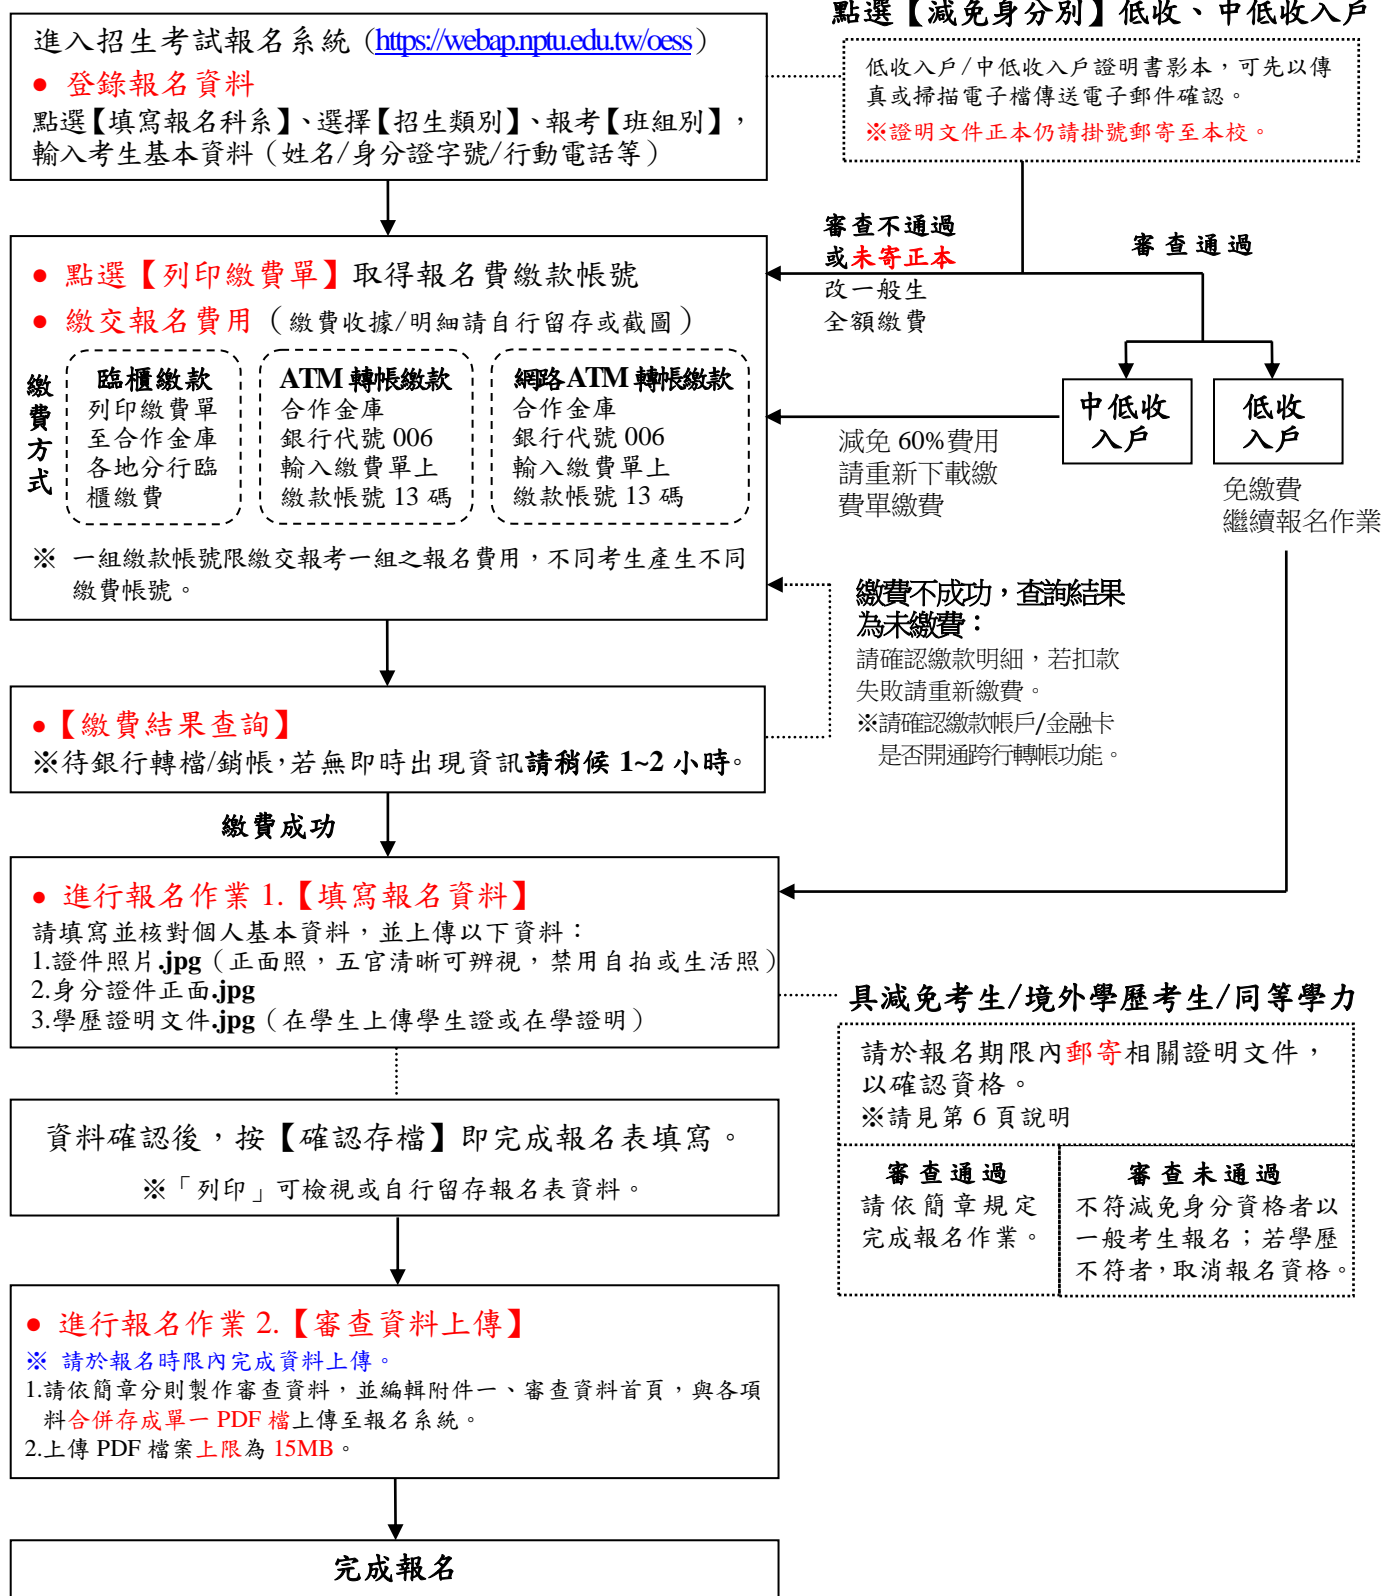 進入招生考試報名系統 (https://webap.nptu.edu.tw/oess)
● 登錄報名資料
點選【填寫報名科系】、選擇【招生類別】、報考【班組別】，
輸入考生基本資料（姓名/身分證字號/行動電話等）
點選【減免身分別】低收、中低收入戶
低收入戶/中低收入戶證明書影本，可先以傳
真或掃描電子檔傳送電子郵件確認。
※證明文件正本仍請掛號郵寄至本校。
審查不通過
或未寄正本
改一般生
全額繳費
審查通過
● 點選【列印繳費單】取得報名費繳款帳號
● 繳交報名費用（繳費收據/明細請自行留存或截圖）
繳費方式
臨櫃繳款
列印繳費單
至合作金庫
各地分行臨
櫃繳費
ATM 轉帳繳款
合作金庫
銀行代號 006
輸入繳費單上
繳款帳號 13 碼
網路 ATM 轉帳繳款
合作金庫
銀行代號 006
輸入繳費單上
繳款帳號 13 碼
※ 一組繳款帳號限繳交報考一組之報名費用，不同考生產生不同
繳費帳號。
中低收
入戶
低收
入戶
減免 60%費用
請重新下載繳
費單繳費
免繳費
繼續報名作業
繳費不成功，查詢結果
為未繳費：
請確認繳款明細，若扣款
失敗請重新繳費。
※請確認繳款帳戶/金融卡
是否開通跨行轉帳功能。
●【繳費結果查詢】
※待銀行轉檔/銷帳，若無即時出現資訊請稍候 1~2 小時。
繳費成功
● 進行報名作業 1.【填寫報名資料】
請填寫並核對個人基本資料，並上傳以下資料：
1.證件照片.jpg（正面照，五官清晰可辨視，禁用自拍或生活照）
2.身分證件正面.jpg
3.學歷證明文件.jpg（在學生上傳學生證或在學證明）
具減免考生/境外學歷考生/同等學力
請於報名期限內郵寄相關證明文件，
以確認資格。
※請見第 6 頁說明
審查通過
請依簡章規定
完成報名作業。
審查未通過
不符減免身分資格者以
一般考生報名；若學歷
不符者，取消報名資格。
資料確認後，按【確認存檔】即完成報名表填寫。
※「列印」可檢視或自行留存報名表資料。
● 進行報名作業 2.【審查資料上傳】
※ 請於報名時限內完成資料上傳。
1.請依簡章分則製作審查資料，並編輯附件一、審查資料首頁，與各項
料合併存成單一 PDF 檔上傳至報名系統。
2.上傳 PDF 檔案上限為 15MB。
完成報名